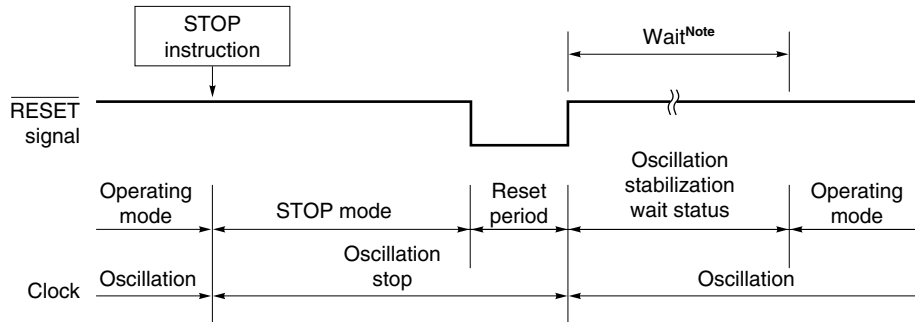 STOP
instruction
Wait Note
RESET
signal
Operating
mode
STOP mode
Reset
period
Oscillation
stabilization
wait status
Operating
mode
Clock
Oscillation
Oscillation
stop
Oscillation